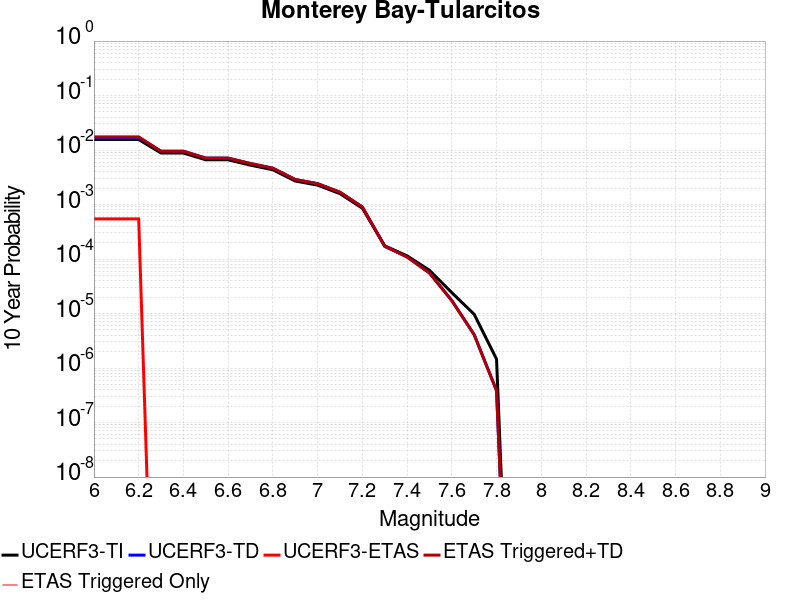 Monterey Bay-Tularcitos
10^0
10^-1
10^-2
10^-3
10^-4
10^-5
10^-6
10^-7
10^-8
10 Year Probability
6 6.2 6.4 6.6 6.8 7 7.2 7.4 7.6 7.8 8 8.2 8.4 8.6 8.8 9
Magnitude
UCERF3-TI UCERF3-TD UCERF3-ETAS ETAS Triggered+TD
ETAS Triggered Only